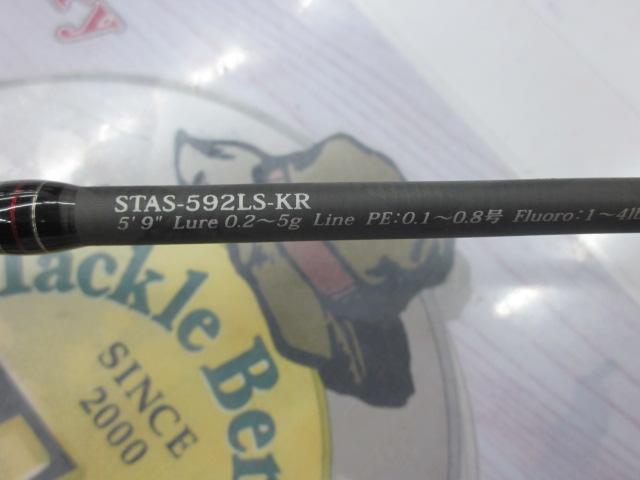 STAS-592LS-KR
5'9" Lure 0.2～5g Line PE:0.1～0.8号 Fluoro:1～4lb
Tackle Ber
SINCE
2000